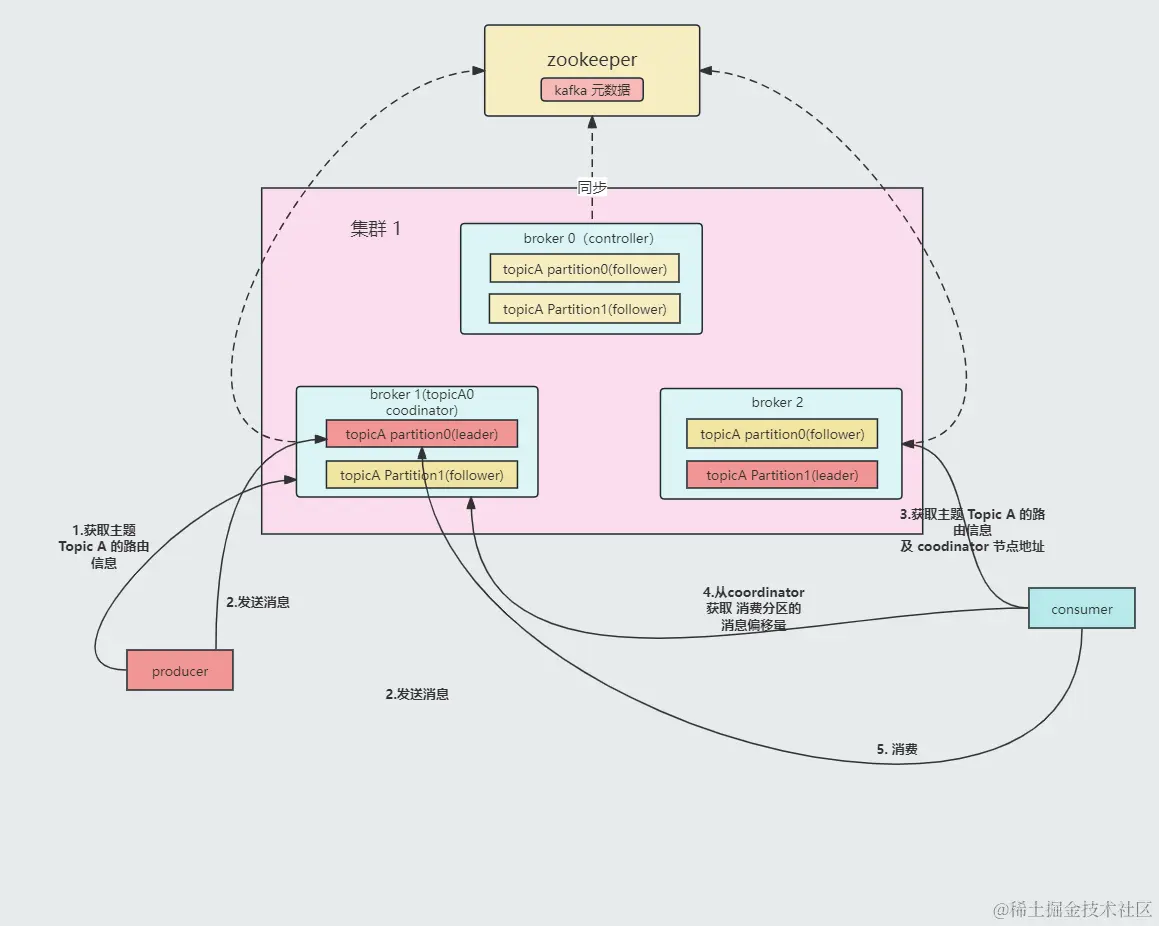 zookeeper
kafka 元数据
同步
集群 1
broker 0（controller）
topicA partition0(follower)
topicA Partition1(follower)
broker 1(topicA0
coodinator)
topicA partition0(leader)
topicA Partition1(follower)
broker 2
topicA partition0(follower)
topicA Partition1(leader)
1.获取主题
Topic A 的路由
信息
2.发送消息
3.获取主题 Topic A 的路
由信息
及 coodinator 节点地址
4.从coordinator
获取 消费分区的
消息偏移量
consumer
producer
2.发送消息
5. 消费
@稀土掘金技术社区